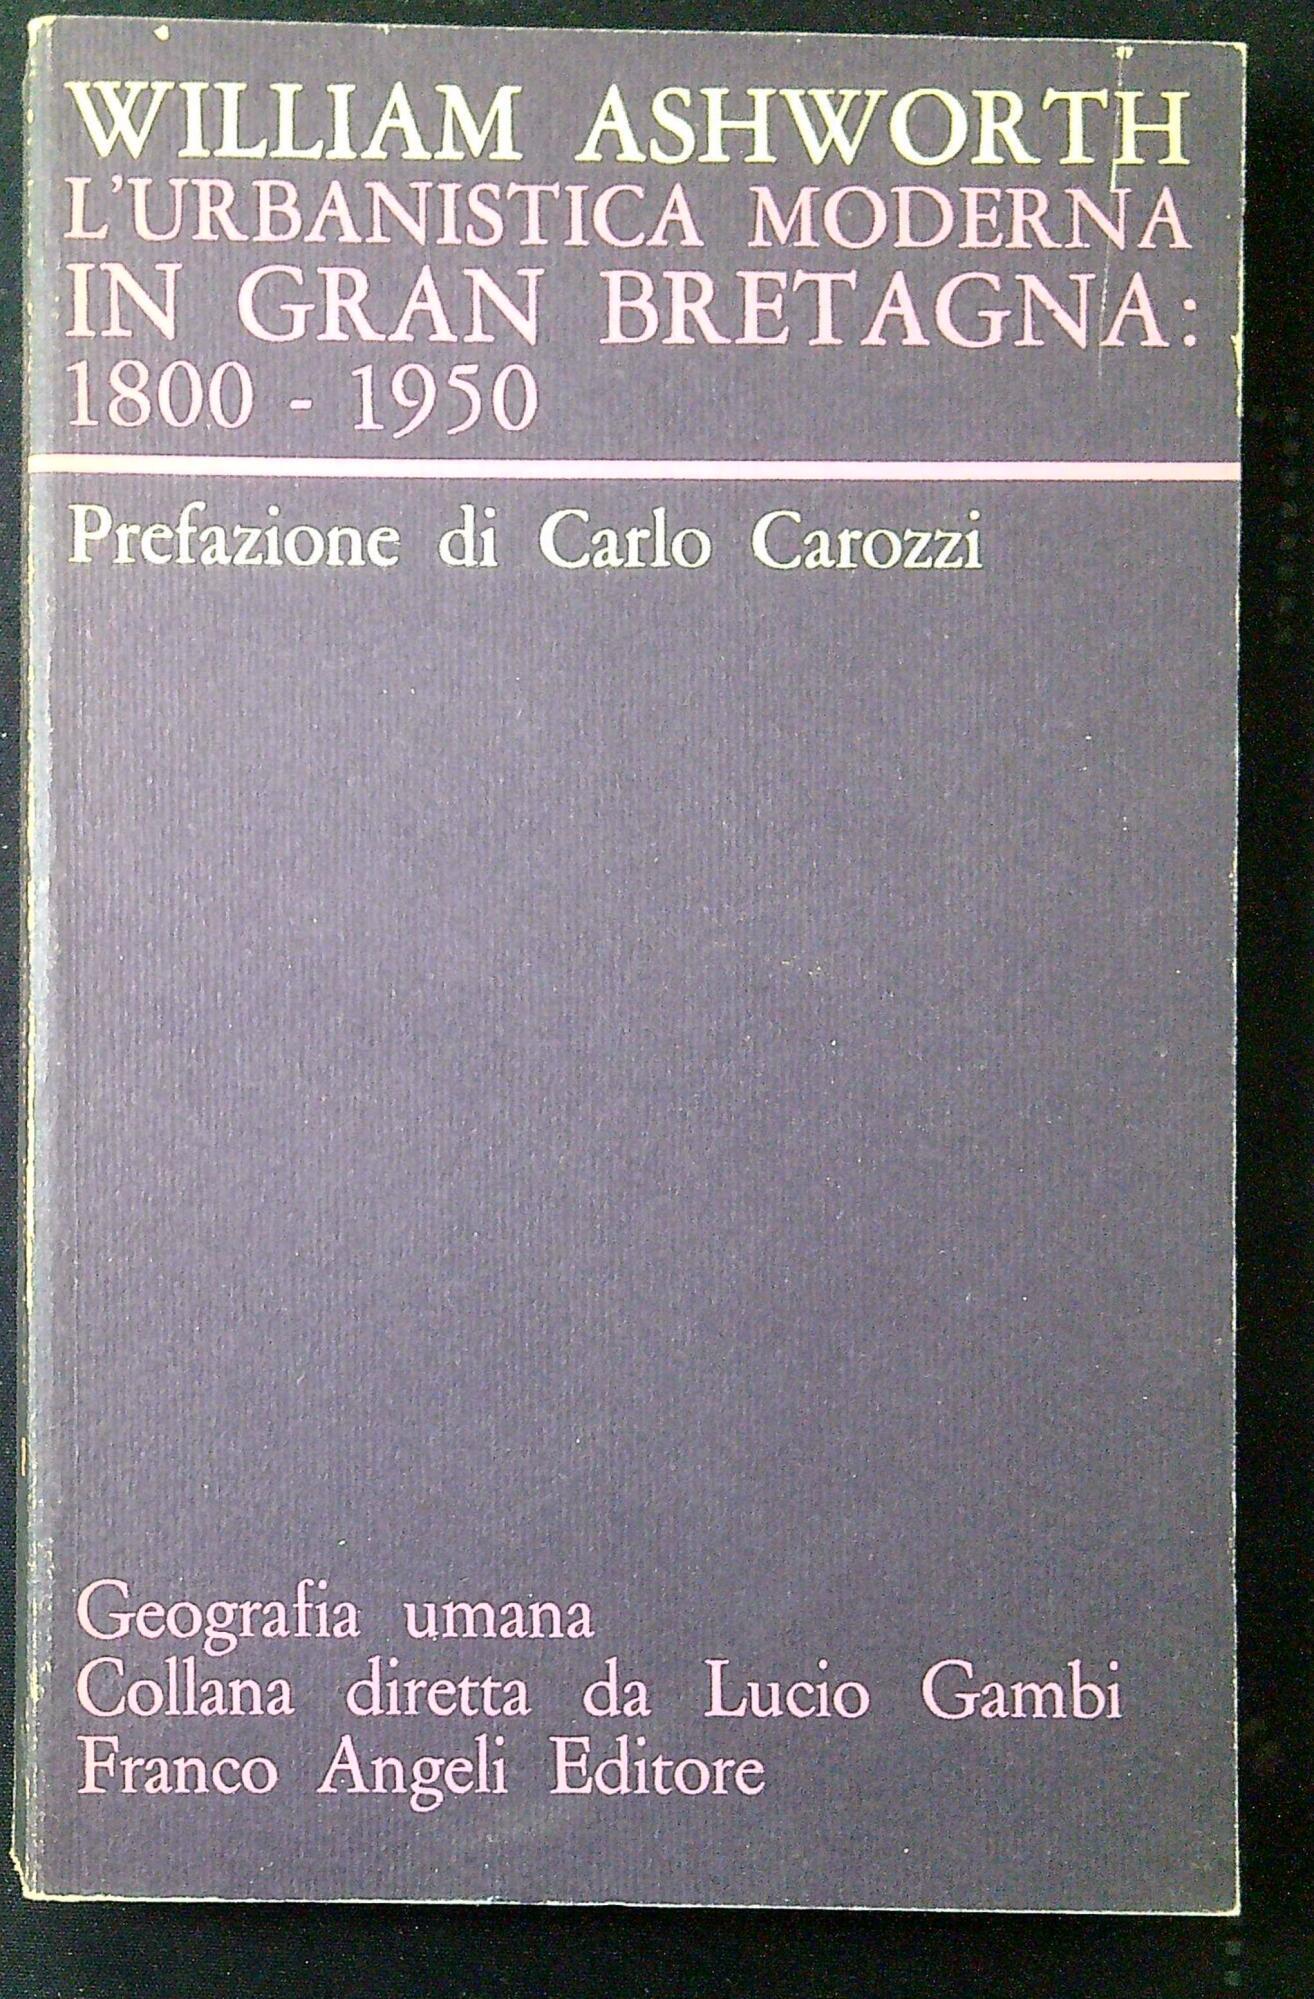 WILLIAM ASHWORTH
L'URBANISTICA MODERNA
IN GRAN BRETAGNA:
1800 - 1950
Prefazione di Carlo Carozzi
Geografia umana
Collana diretta da Lucio Gambi
Franco Angeli Editore